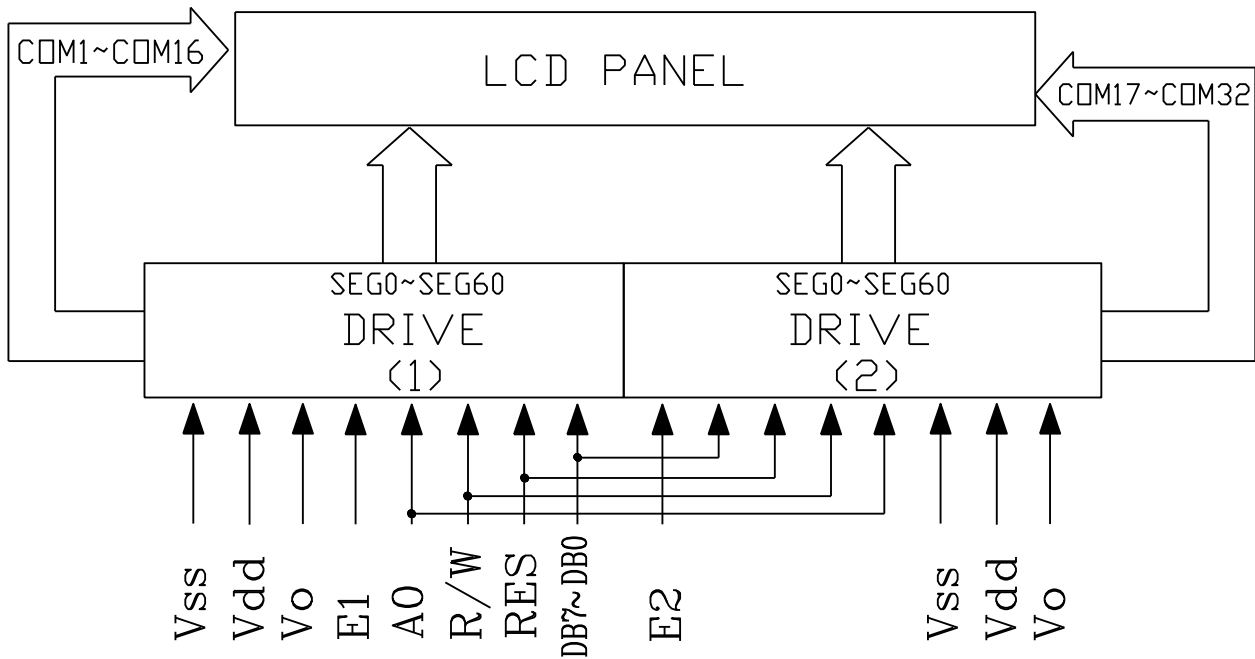 COM1~COM16
LCD PANEL
COM17~COM32
SEG0~SEG60
DRIVE
(1)
SEG0~SEG60
DRIVE
(2)
Vss
Vdd
Vo
E1
A0
R/W
RES
DB7~DB0
E2
Vss
Vdd
Vo